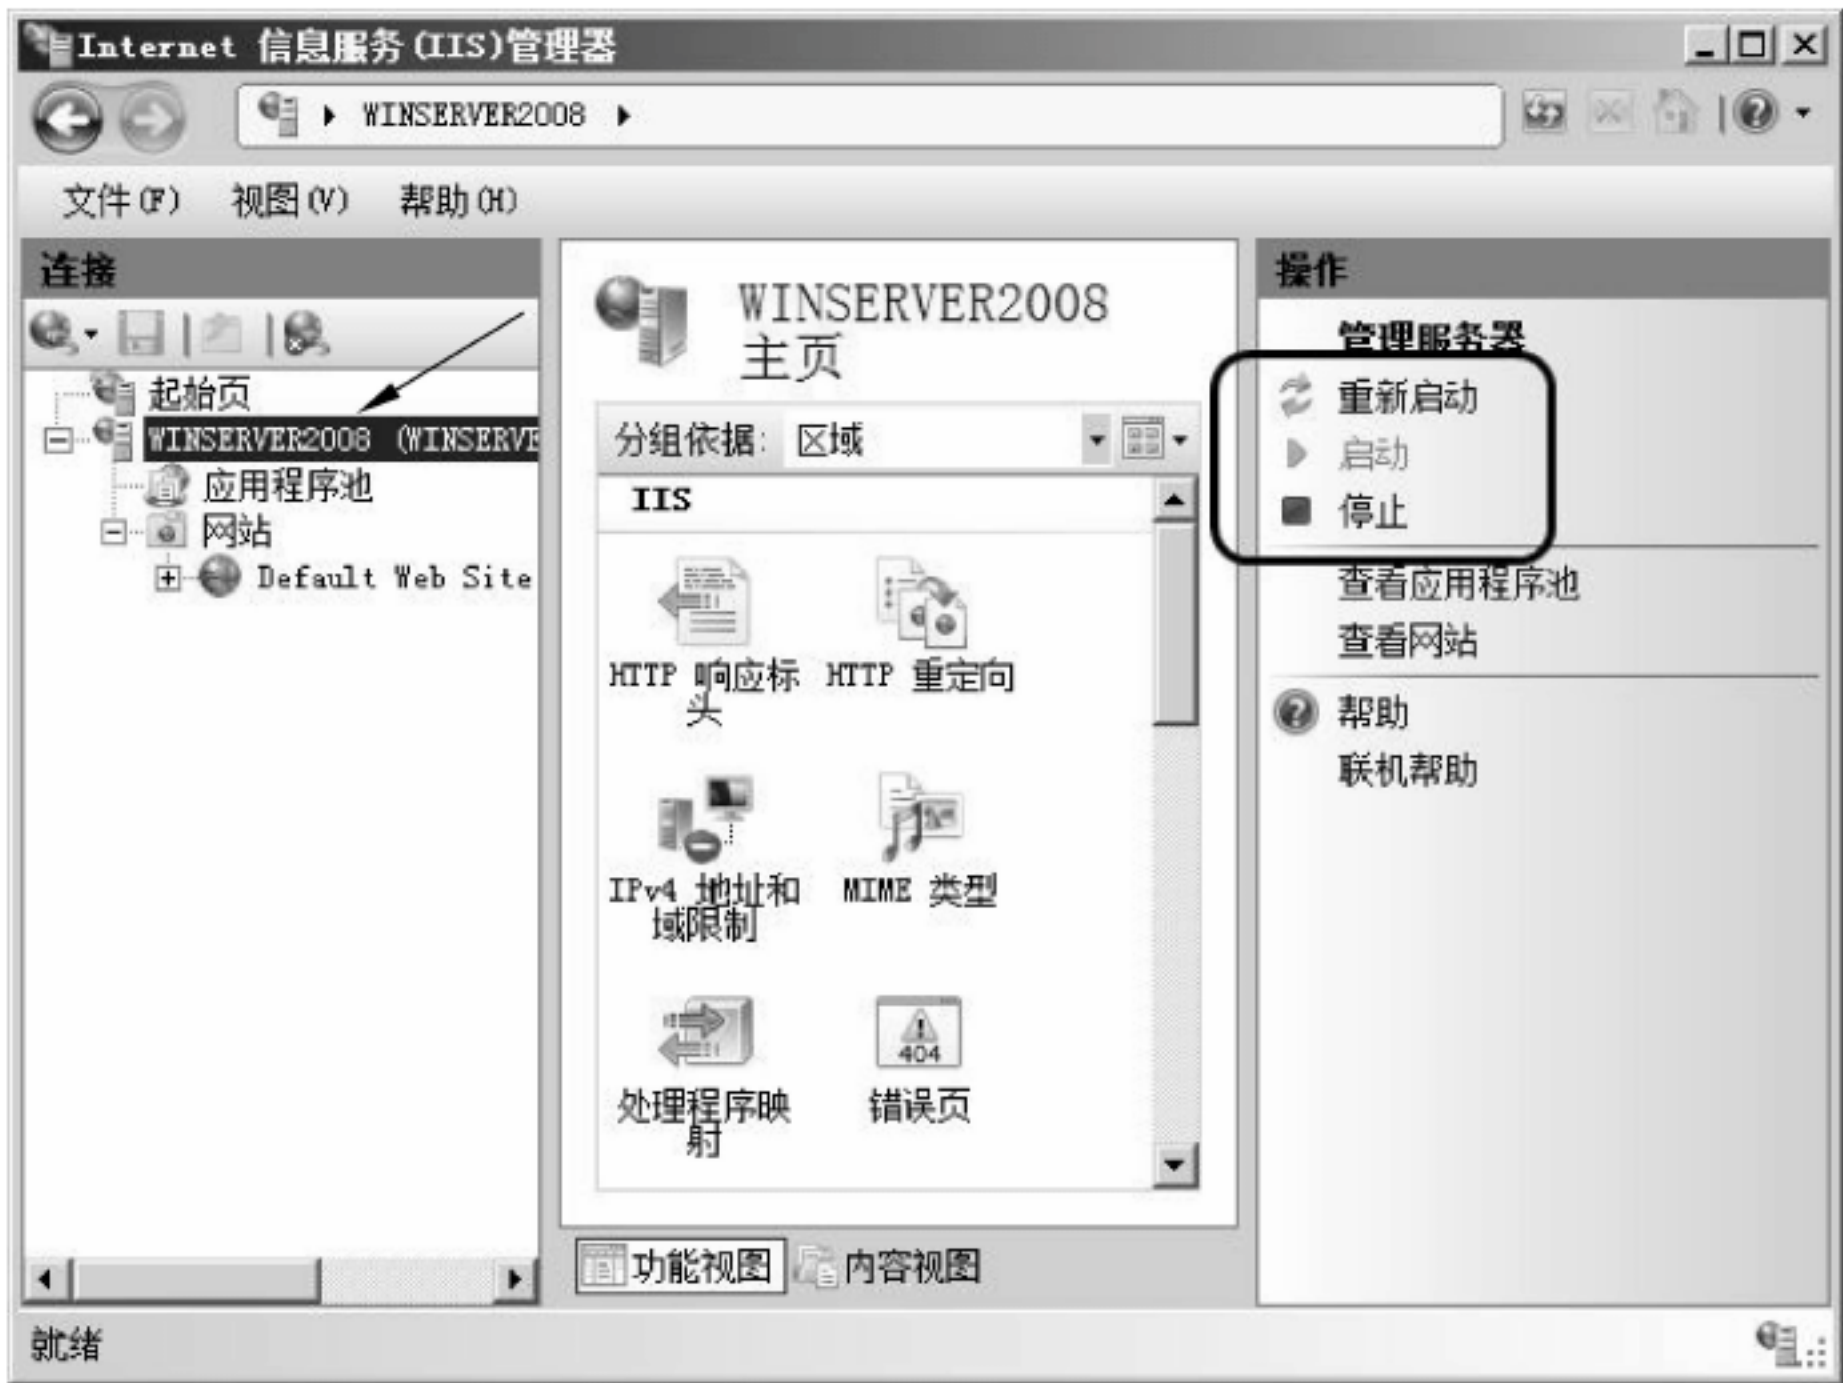 Internet 信息服务(IIS)管理器
WINSERVER2008
文件(F) 视图(V) 帮助(H)
连接
起始页
WINSERVER2008 (WINSERVE
应用程序池
网站
Default Web Site
WINSERVER2008
主页
分组依据: 区域
IIS
HTTP 响应标
头
HTTP 重定向
IPv4 地址和
域限制
MIME 类型
处理程序映
射
404
错误页
功能视图 内容视图
操作
管理服务器
重新启动
启动
停止
查看应用程序池
查看网站
帮助
联机帮助
就绪